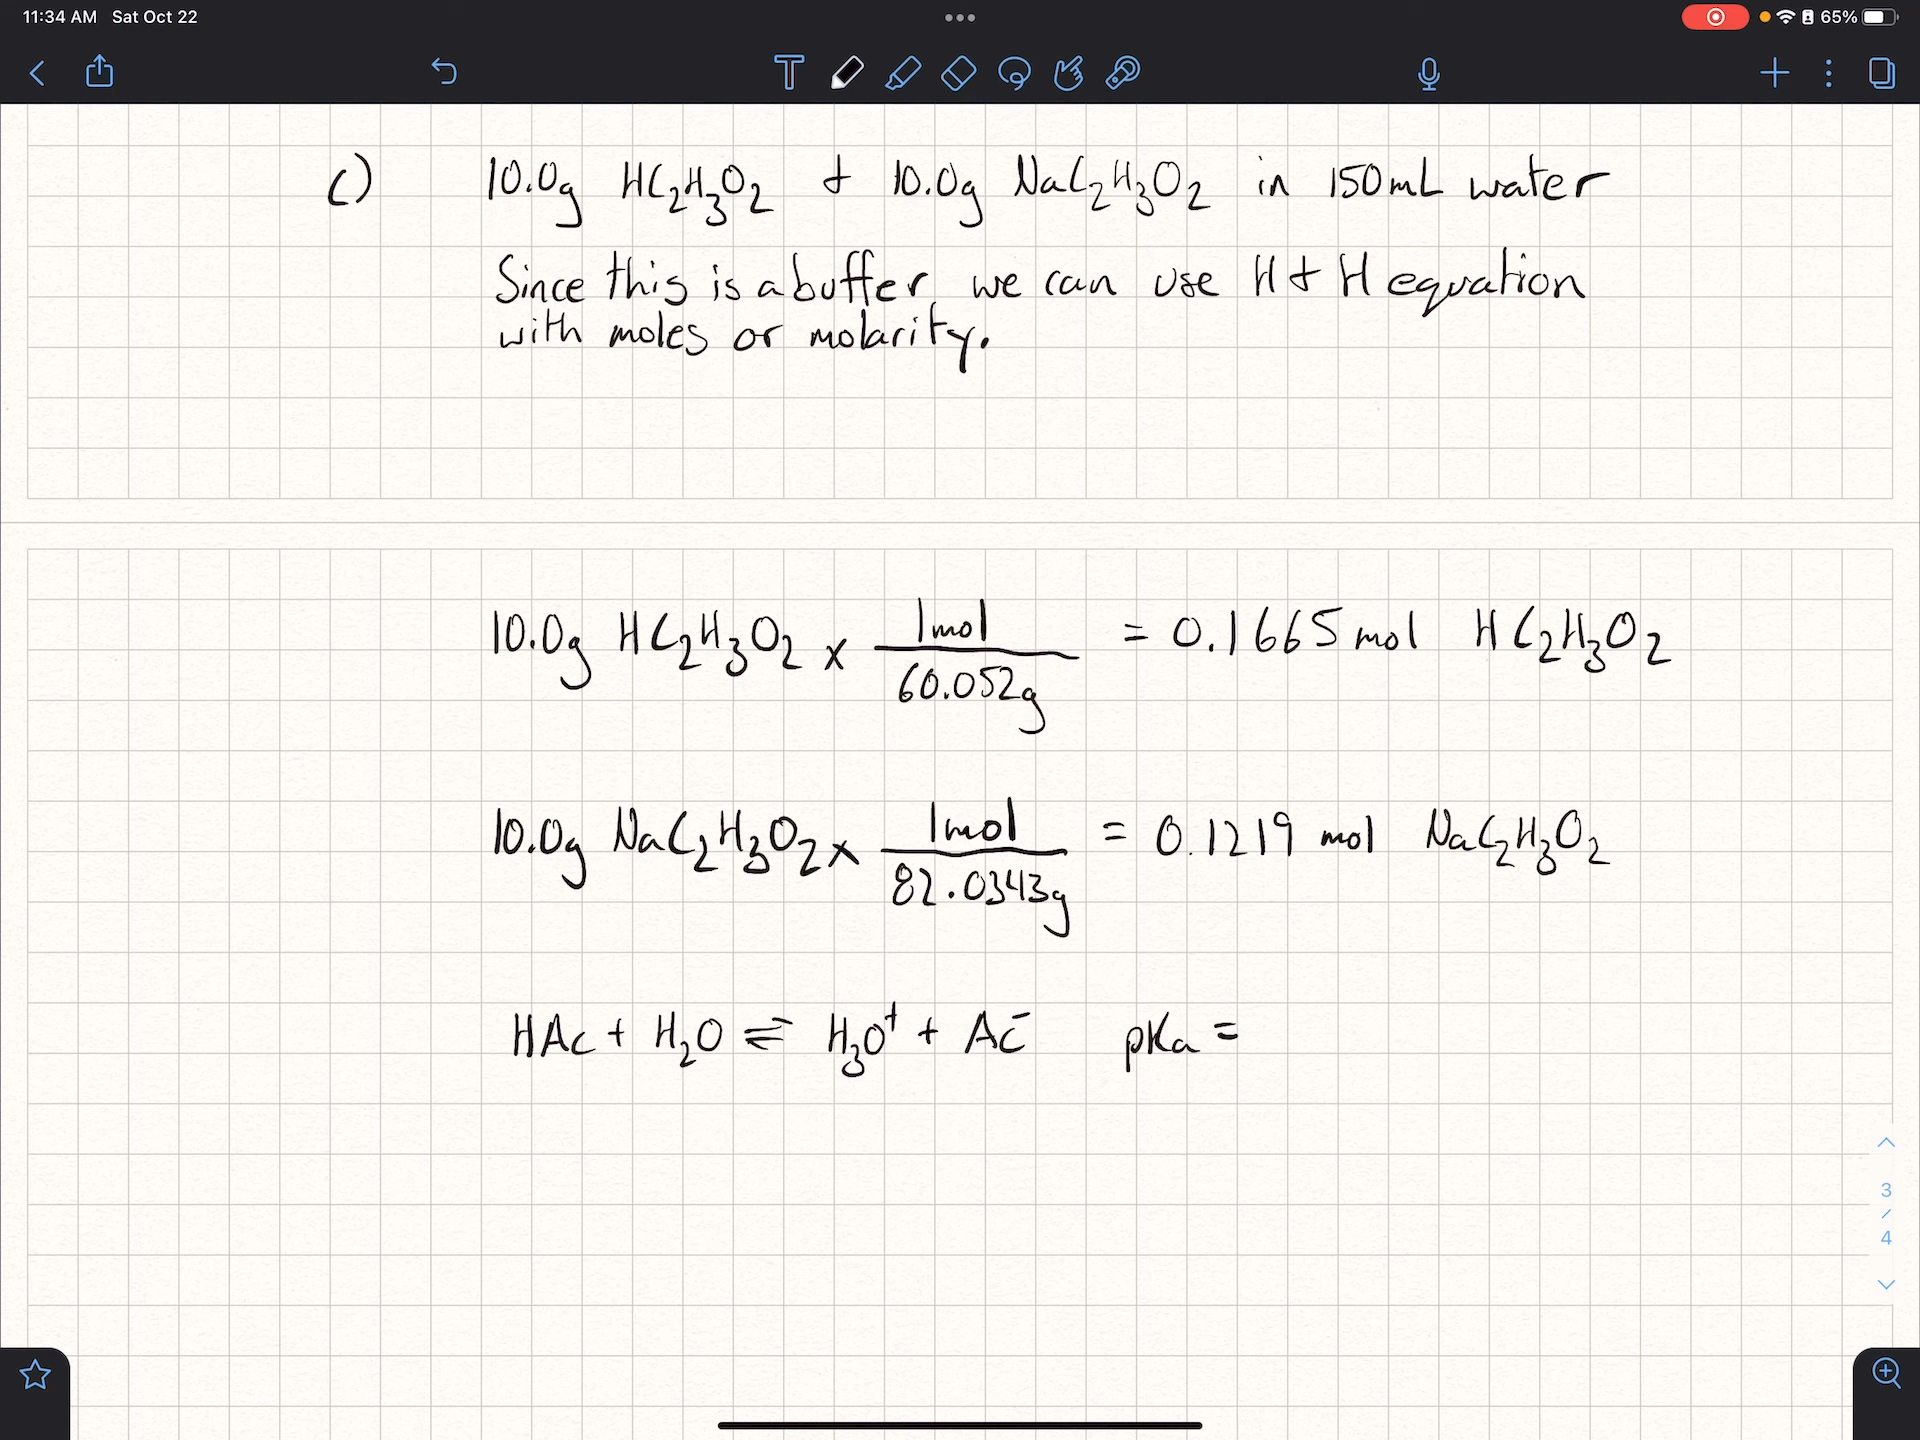 11:34 AM Sat Oct 22
65%
c) 10.0g HC₂H₃O₂ + 10.0g NaC₂H₃O₂ in 150mL water
Since this is a buffer, we can use H + H equation
with moles or molarity.
10.0g HC₂H₃O₂ x 1mol / 60.052g = 0.1665 mol HC₂H₃O₂
10.0g NaC₂H₃O₂ x 1mol / 82.0343g = 0.1219 mol NaC₂H₃O₂
HAc + H₂O ⇌ H₃O⁺ + Ac⁻ pKa =
3
/
4